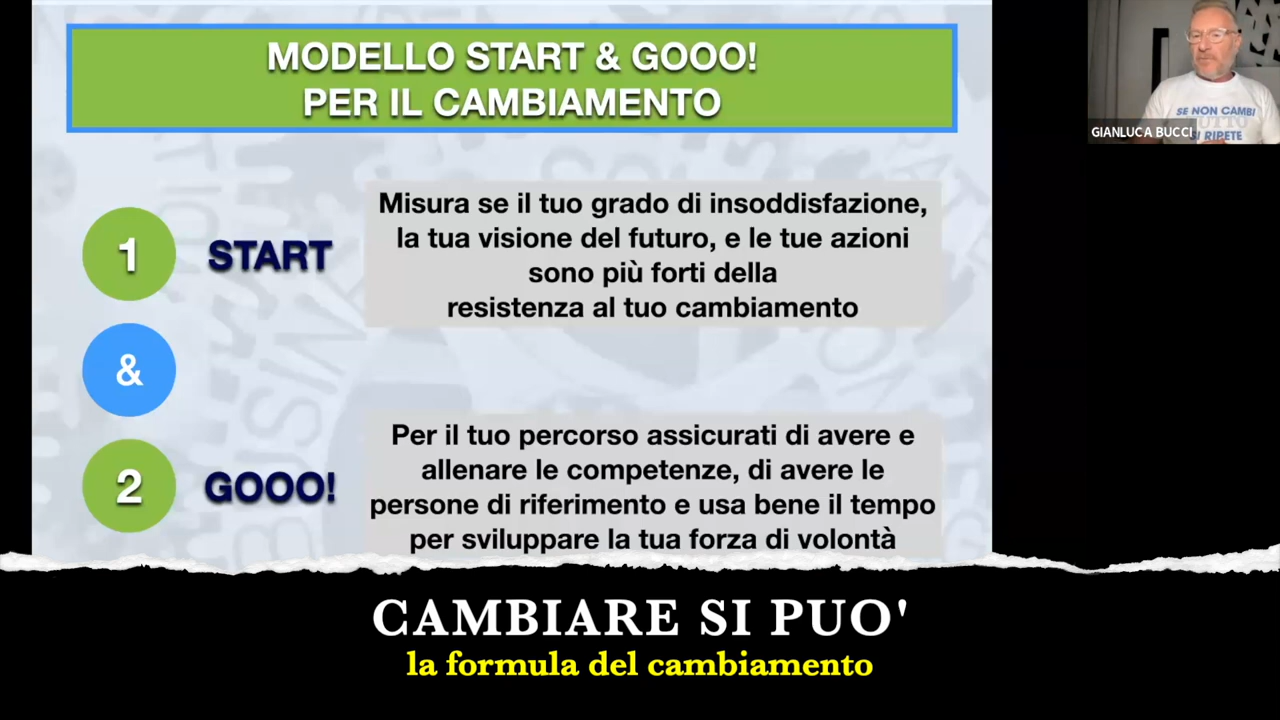 MODELLO START & GOOO!
PER IL CAMBIAMENTO
1
START
Misura se il tuo grado di insoddisfazione,
la tua visione del futuro, e le tue azioni
sono più forti della
resistenza al tuo cambiamento
&
2
GOOO!
Per il tuo percorso assicurati di avere e
allenare le competenze, di avere le
persone di riferimento e usa bene il tempo
per sviluppare la tua forza di volontà
SE NON CAMBI
TUTTO
SI RIPETE
GIANLUCA BUCCI
CAMBIARE SI PUO'
la formula del cambiamento